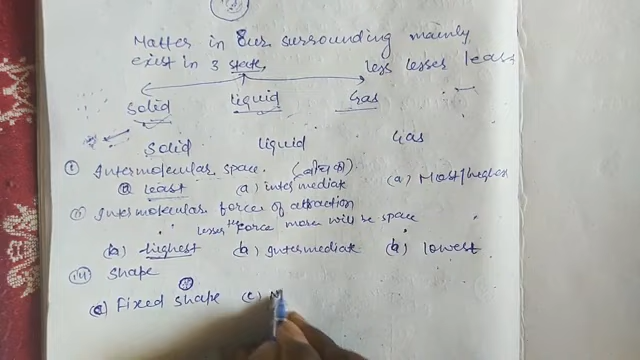 Matter in Our surrounding mainly
exist in 3 state. less lesser least
Solid liquid Gas
Solid liquid Gas
(i) Intermolecular space.
(a) least (a) intermediate (a) Most/highest
(ii) Intermolecular force of attraction
lesser the force more will be space
(b) highest (b) Intermediate (b) lowest
(iii) Shape
(c) Fixed shape (c) N